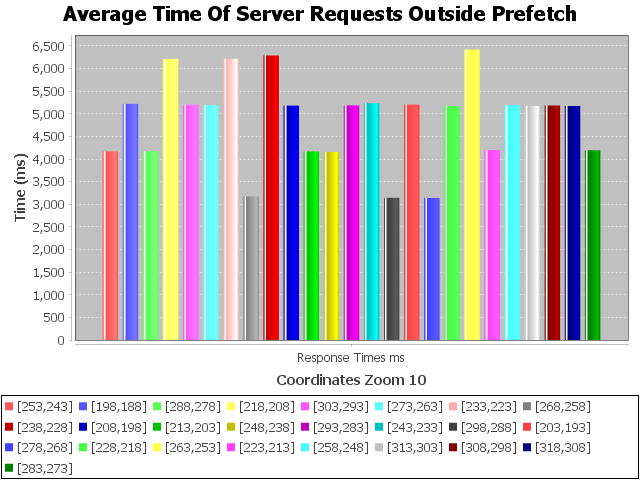 Average Time Of Server Requests Outside Prefetch
6,500
6,000
5,500
5,000
4,500
4,000
3,500
3,000
2,500
2,000
1,500
1,000
500
0
Time (ms)
Response Times ms
Coordinates Zoom 10
[253,243] [198,188] [288,278] [218,208] [303,293] [273,263] [233,223] [268,258]
[238,228] [208,198] [213,203] [248,238] [293,283] [243,233] [298,288] [203,193]
[278,268] [228,218] [263,253] [223,213] [258,248] [313,303] [308,298] [318,308]
[283,273]